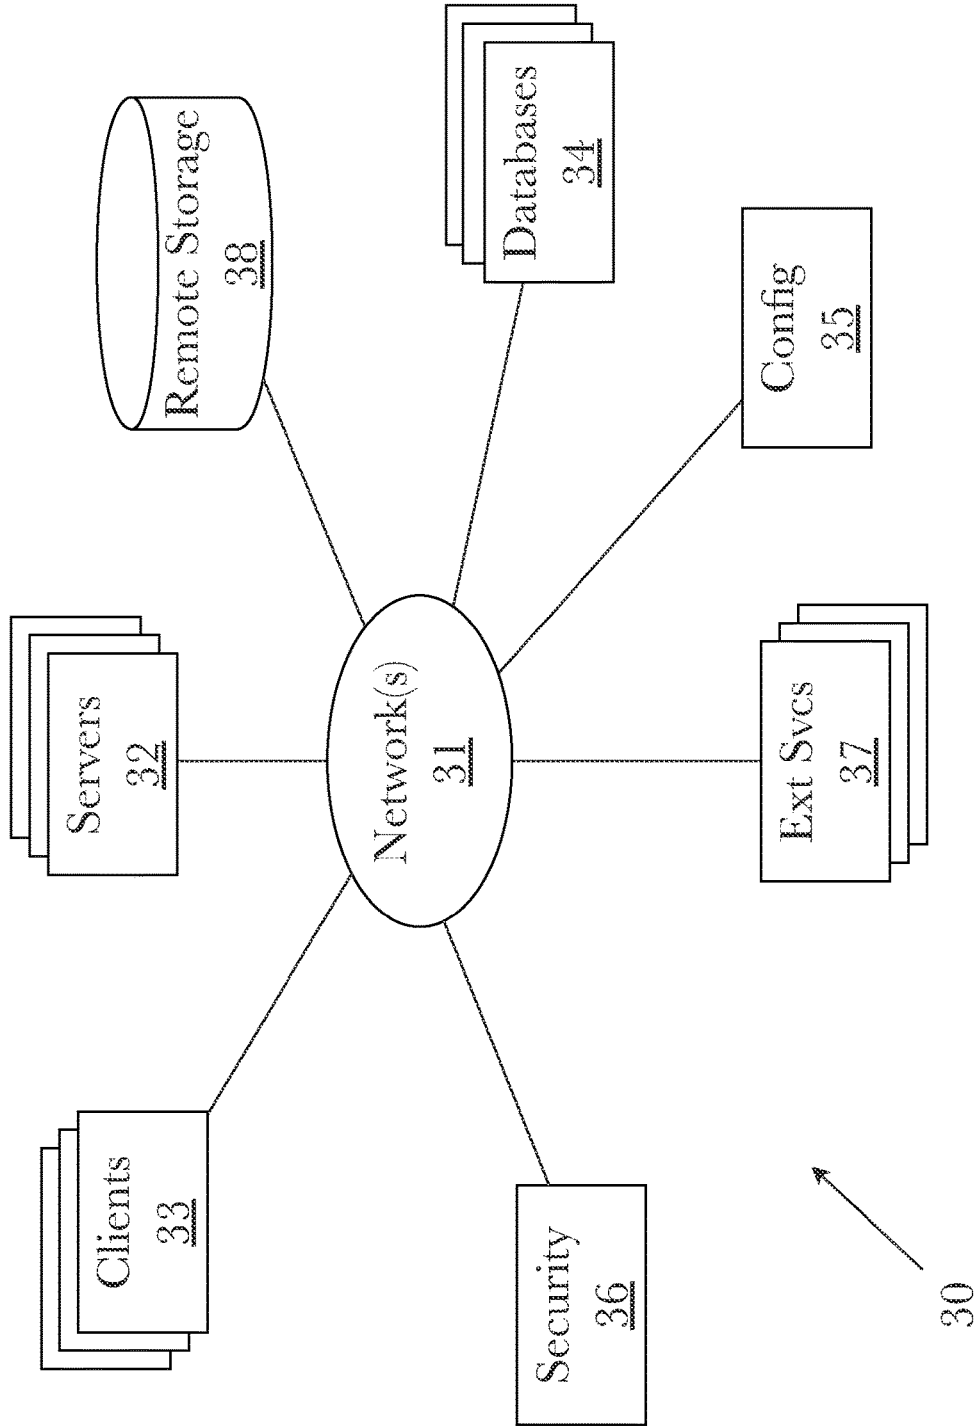 Clients
33
Servers
32
Remote Storage
38
Network(s)
31
Databases
34
Security
36
Ext Svcs
37
Config
35
30